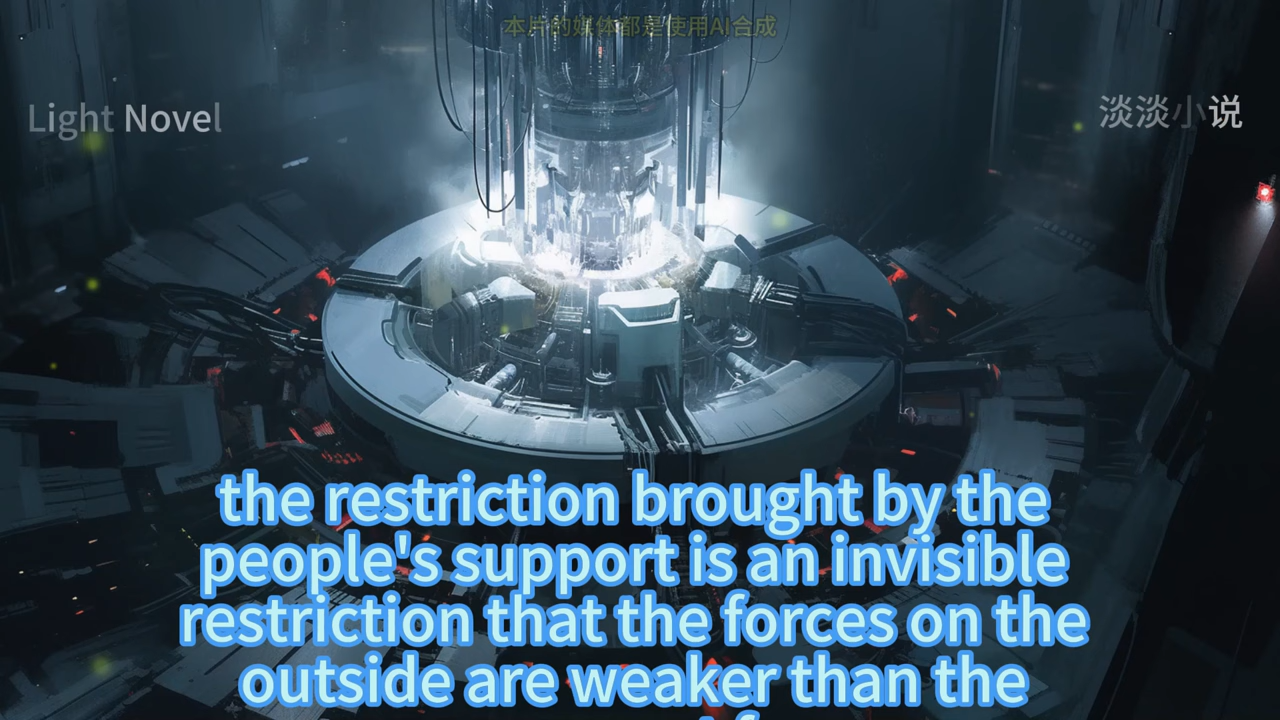 本片的媒体都是使用AI合成
Light Novel
淡淡小说
the restriction brought by the
people's support is an invisible
restriction that the forces on the
outside are weaker than the